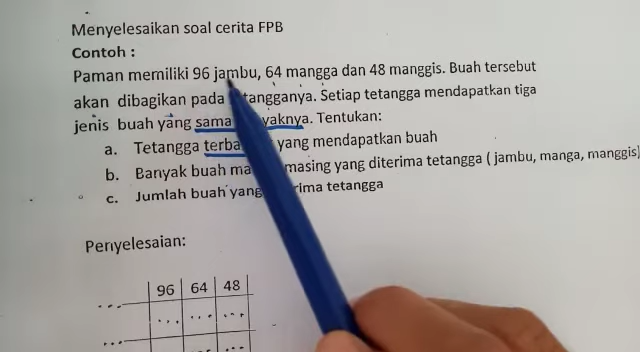 Menyelesaikan soal cerita FPB
Contoh :
Paman memiliki 96 jambu, 64 mangga dan 48 manggis. Buah tersebut
akan dibagikan pada tangganya. Setiap tetangga mendapatkan tiga
jenis buah yang sama yaknya. Tentukan:
a. Tetangga terba yang mendapatkan buah
b. Banyak buah ma masing yang diterima tetangga ( jambu, manga, manggis)
c. Jumlah buah yang rima tetangga
Penyelesaian:
96 64 48
... ... ... ...
... ... ...